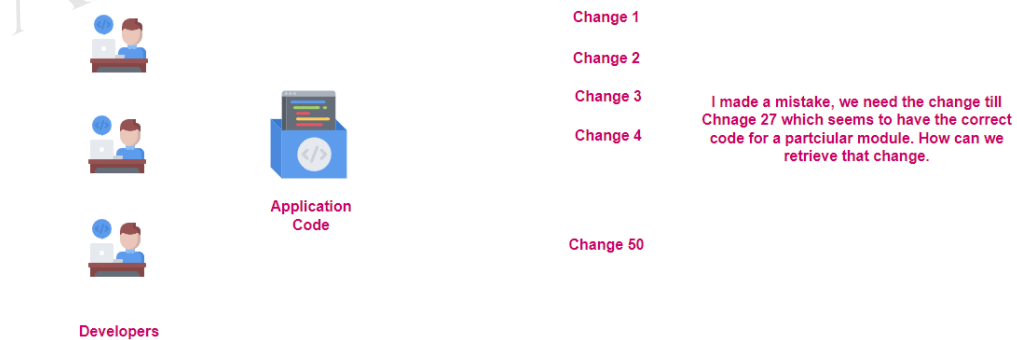 Change 1
Change 2
Change 3
Change 4
I made a mistake, we need the change till
Chnage 27 which seems to have the correct
code for a partciular module. How can we
retrieve that change.
Application
Code
Change 50
Developers